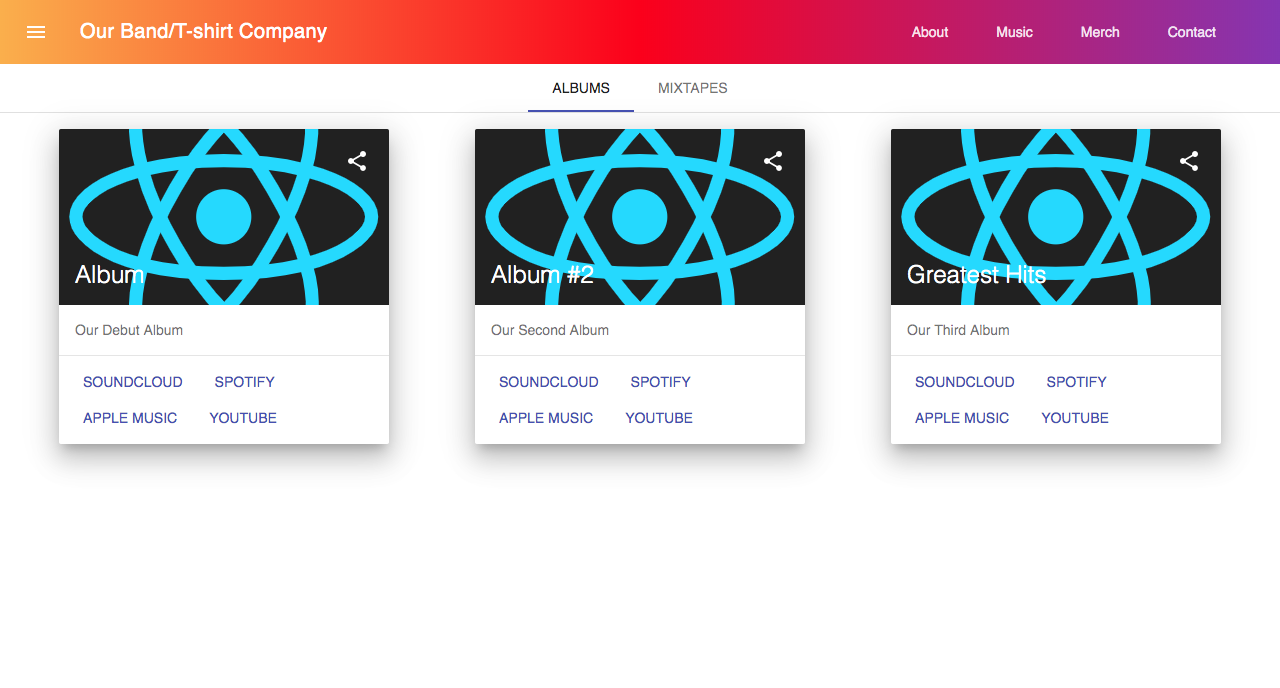 Our Band/T-shirt Company About Music Merch Contact
ALBUMS MIXTAPES
Album Album #2 Greatest Hits
Our Debut Album Our Second Album Our Third Album
SOUNDCLOUD SPOTIFY SOUNDCLOUD SPOTIFY SOUNDCLOUD SPOTIFY
APPLE MUSIC YOUTUBE APPLE MUSIC YOUTUBE APPLE MUSIC YOUTUBE